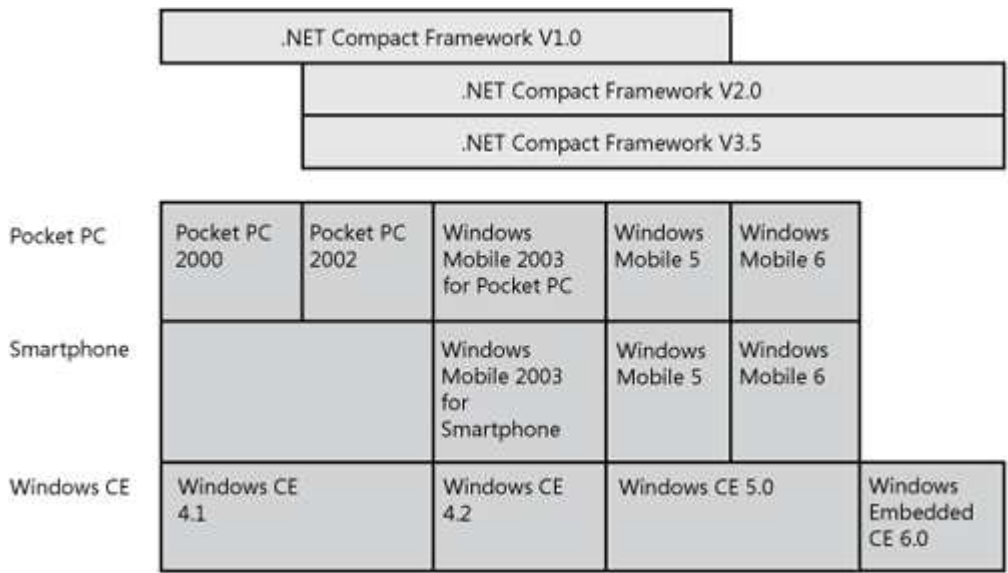 .NET Compact Framework V1.0
.NET Compact Framework V2.0
.NET Compact Framework V3.5
Pocket PC
Pocket PC
2000
Pocket PC
2002
Windows
Mobile 2003
for Pocket PC
Windows
Mobile 5
Windows
Mobile 6
Smartphone
Windows
Mobile 2003
for
Smartphone
Windows
Mobile 5
Windows
Mobile 6
Windows CE
Windows CE
4.1
Windows CE
4.2
Windows CE 5.0
Windows
Embedded
CE 6.0